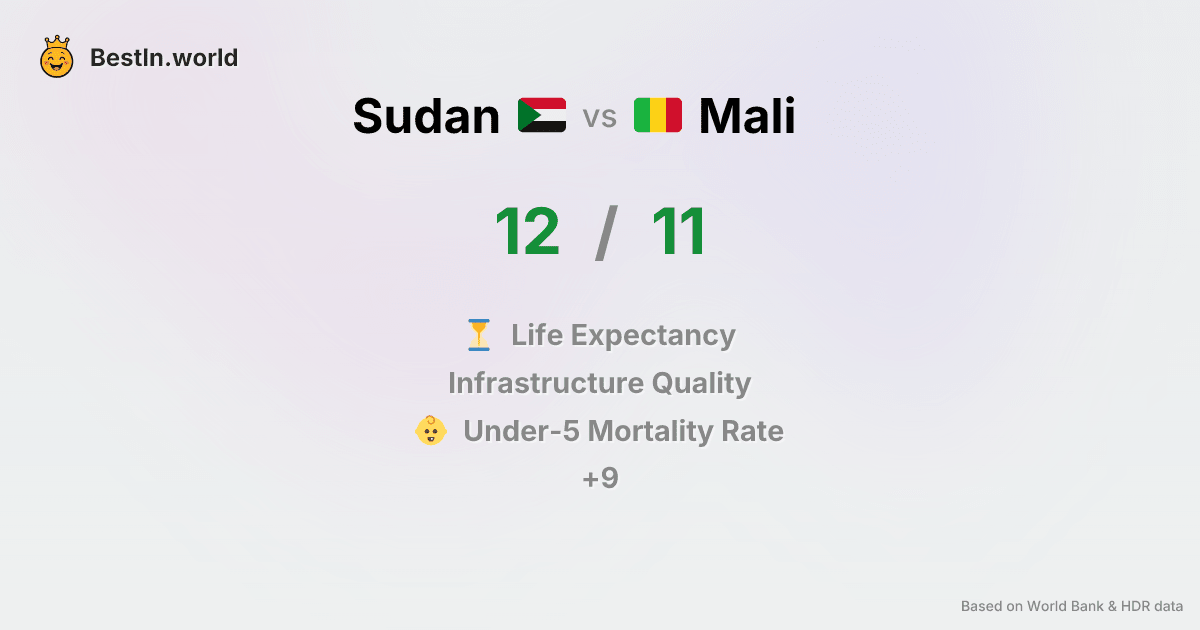 BestIn.world
Sudan vs Mali
12 / 11
Life Expectancy
Infrastructure Quality
Under-5 Mortality Rate
+9
Based on World Bank & HDR data